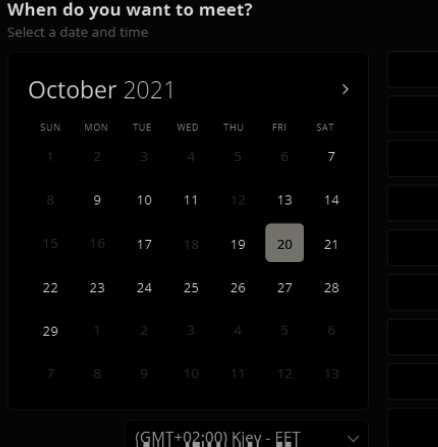 When do you want to meet?
Select a date and time
October 2021
SUN MON TUE WED THU FRI SAT
1 2 3 4 5 6 7
8 9 10 11 12 13 14
15 16 17 18 19 20 21
22 23 24 25 26 27 28
29 1 2 3 4 5 6
7 8 9 10 11 12 13
(GMT+02:00) Kiev - EET